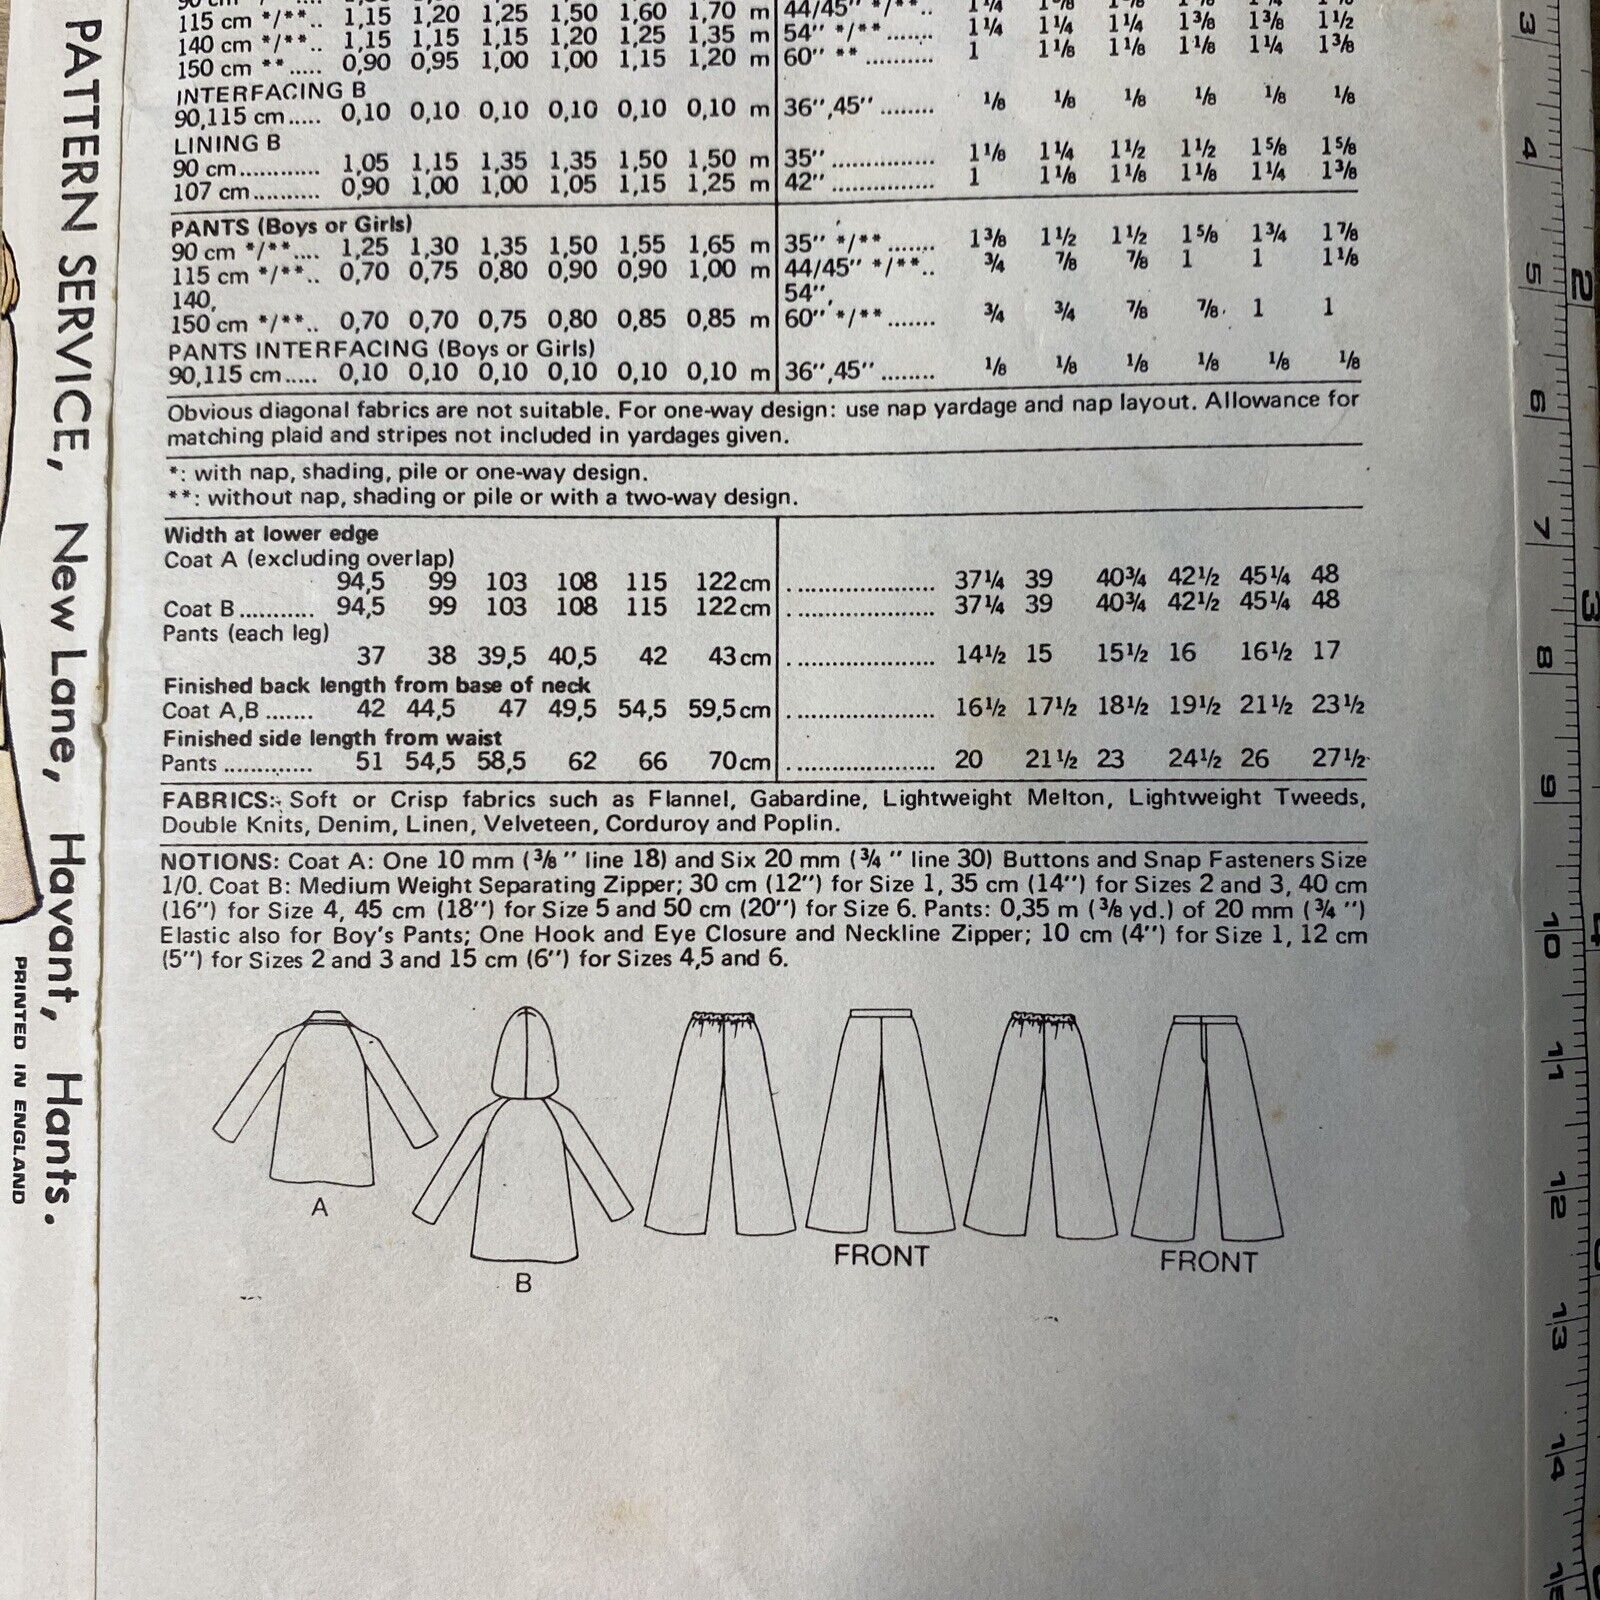 115 cm */**.. 1,15 1,20 1,25 1,50 1,60 1,70 m 44/45" */**..
140 cm */**.. 1,15 1,15 1,15 1,20 1,25 1,35 m 54" */**....... 1¼ 1¼ 1¼ 1⅜ 1⅜ 1½
150 cm **..... 0,90 0,95 1,00 1,00 1,15 1,20 m 60" ** .......... 1 1⅛ 1⅛ 1⅛ 1¼ 1⅜
INTERFACING B
90,115 cm..... 0,10 0,10 0,10 0,10 0,10 0,10 m 36",45" ........ ⅛ ⅛ ⅛ ⅛ ⅛ ⅛
LINING B
90 cm............ 1,05 1,15 1,35 1,35 1,50 1,50 m 35" ............... 1⅛ 1¼ 1½ 1½ 1⅝ 1⅝
107 cm.......... 0,90 1,00 1,00 1,05 1,15 1,25 m 42" ............... 1 1⅛ 1⅛ 1⅛ 1¼ 1⅜
PANTS (Boys or Girls)
90 cm */**.... 1,25 1,30 1,35 1,50 1,55 1,65 m 35" */** ....... 1⅜ 1½ 1½ 1⅝ 1¾ 1⅞
115 cm */**.. 0,70 0,75 0,80 0,90 0,90 1,00 m 44/45" */**.. ¾ ⅞ ⅞ 1 1 1⅛
140, 54",
150 cm */**.. 0,70 0,70 0,75 0,80 0,85 0,85 m 60" */** ....... ¾ ¾ ⅞ ⅞ 1 1
PANTS INTERFACING (Boys or Girls)
90,115 cm..... 0,10 0,10 0,10 0,10 0,10 0,10 m 36",45" ........ ⅛ ⅛ ⅛ ⅛ ⅛ ⅛
Obvious diagonal fabrics are not suitable. For one-way design: use nap yardage and nap layout. Allowance for
matching plaid and stripes not included in yardages given.
*: with nap, shading, pile or one-way design.
**: without nap, shading or pile or with a two-way design.
Width at lower edge
Coat A (excluding overlap)
94,5 99 103 108 115 122 cm ..................... 37¼ 39 40¾ 42½ 45¼ 48
Coat B........... 94,5 99 103 108 115 122 cm ..................... 37¼ 39 40¾ 42½ 45¼ 48
Pants (each leg)
37 38 39,5 40,5 42 43 cm ..................... 14½ 15 15½ 16 16½ 17
Finished back length from base of neck
Coat A,B ....... 42 44,5 47 49,5 54,5 59,5 cm ..................... 16½ 17½ 18½ 19½ 21½ 23½
Finished side length from waist
Pants ............. 51 54,5 58,5 62 66 70 cm ..................... 20 21½ 23 24½ 26 27½
FABRICS: Soft or Crisp fabrics such as Flannel, Gabardine, Lightweight Melton, Lightweight Tweeds,
Double Knits, Denim, Linen, Velveteen, Corduroy and Poplin.
NOTIONS: Coat A: One 10 mm (⅜ " line 18) and Six 20 mm (¾ " line 30) Buttons and Snap Fasteners Size
1/0. Coat B: Medium Weight Separating Zipper; 30 cm (12") for Size 1, 35 cm (14") for Sizes 2 and 3, 40 cm
(16") for Size 4, 45 cm (18") for Size 5 and 50 cm (20") for Size 6. Pants: 0,35 m (⅜ yd.) of 20 mm (¾ ")
Elastic also for Boy's Pants; One Hook and Eye Closure and Neckline Zipper; 10 cm (4") for Size 1, 12 cm
(5") for Sizes 2 and 3 and 15 cm (6") for Sizes 4,5 and 6.
A
B
FRONT
FRONT
PATTERN SERVICE, New Lane, Havant, Hants.
PRINTED IN ENGLAND
3
4
5
6
7
8
9
10
11
12
13
14
15
2
3
4